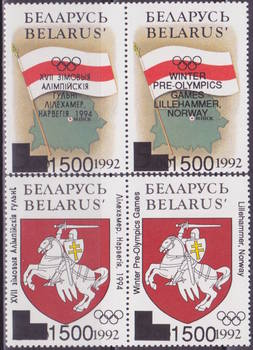 БЕЛАРУСЬ
BELARUS'
XVII ЗІМОВЫЯ
АЛІМПІЙСКІЯ
ГУЛЬНІ
ЛІЛЕХАМЕР,
НАРВЕГІЯ, 1994
1500 1992
БЕЛАРУСЬ
BELARUS'
WINTER
PRE-OLYMPICS
GAMES
LILLEHAMMER,
NORWAY
1500 1992
БЕЛАРУСЬ
BELARUS'
XVII зімовыя Алімпійскія Гульні
Лілехамер, Нарвегія, 1994
1500 1992
БЕЛАРУСЬ
BELARUS'
Winter Pre-Olympics Games
Lillehammer, Norway
1500 1992